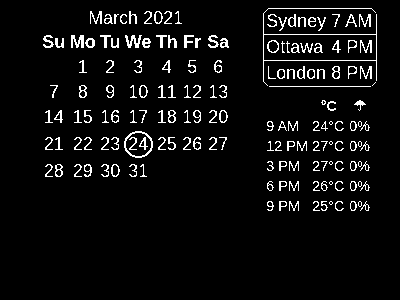 March 2021
Su Mo Tu We Th Fr Sa
1 2 3 4 5 6
7 8 9 10 11 12 13
14 15 16 17 18 19 20
21 22 23 24 25 26 27
28 29 30 31
Sydney 7 AM
Ottawa 4 PM
London 8 PM
°C ☂
9 AM 24°C 0%
12 PM 27°C 0%
3 PM 27°C 0%
6 PM 26°C 0%
9 PM 25°C 0%